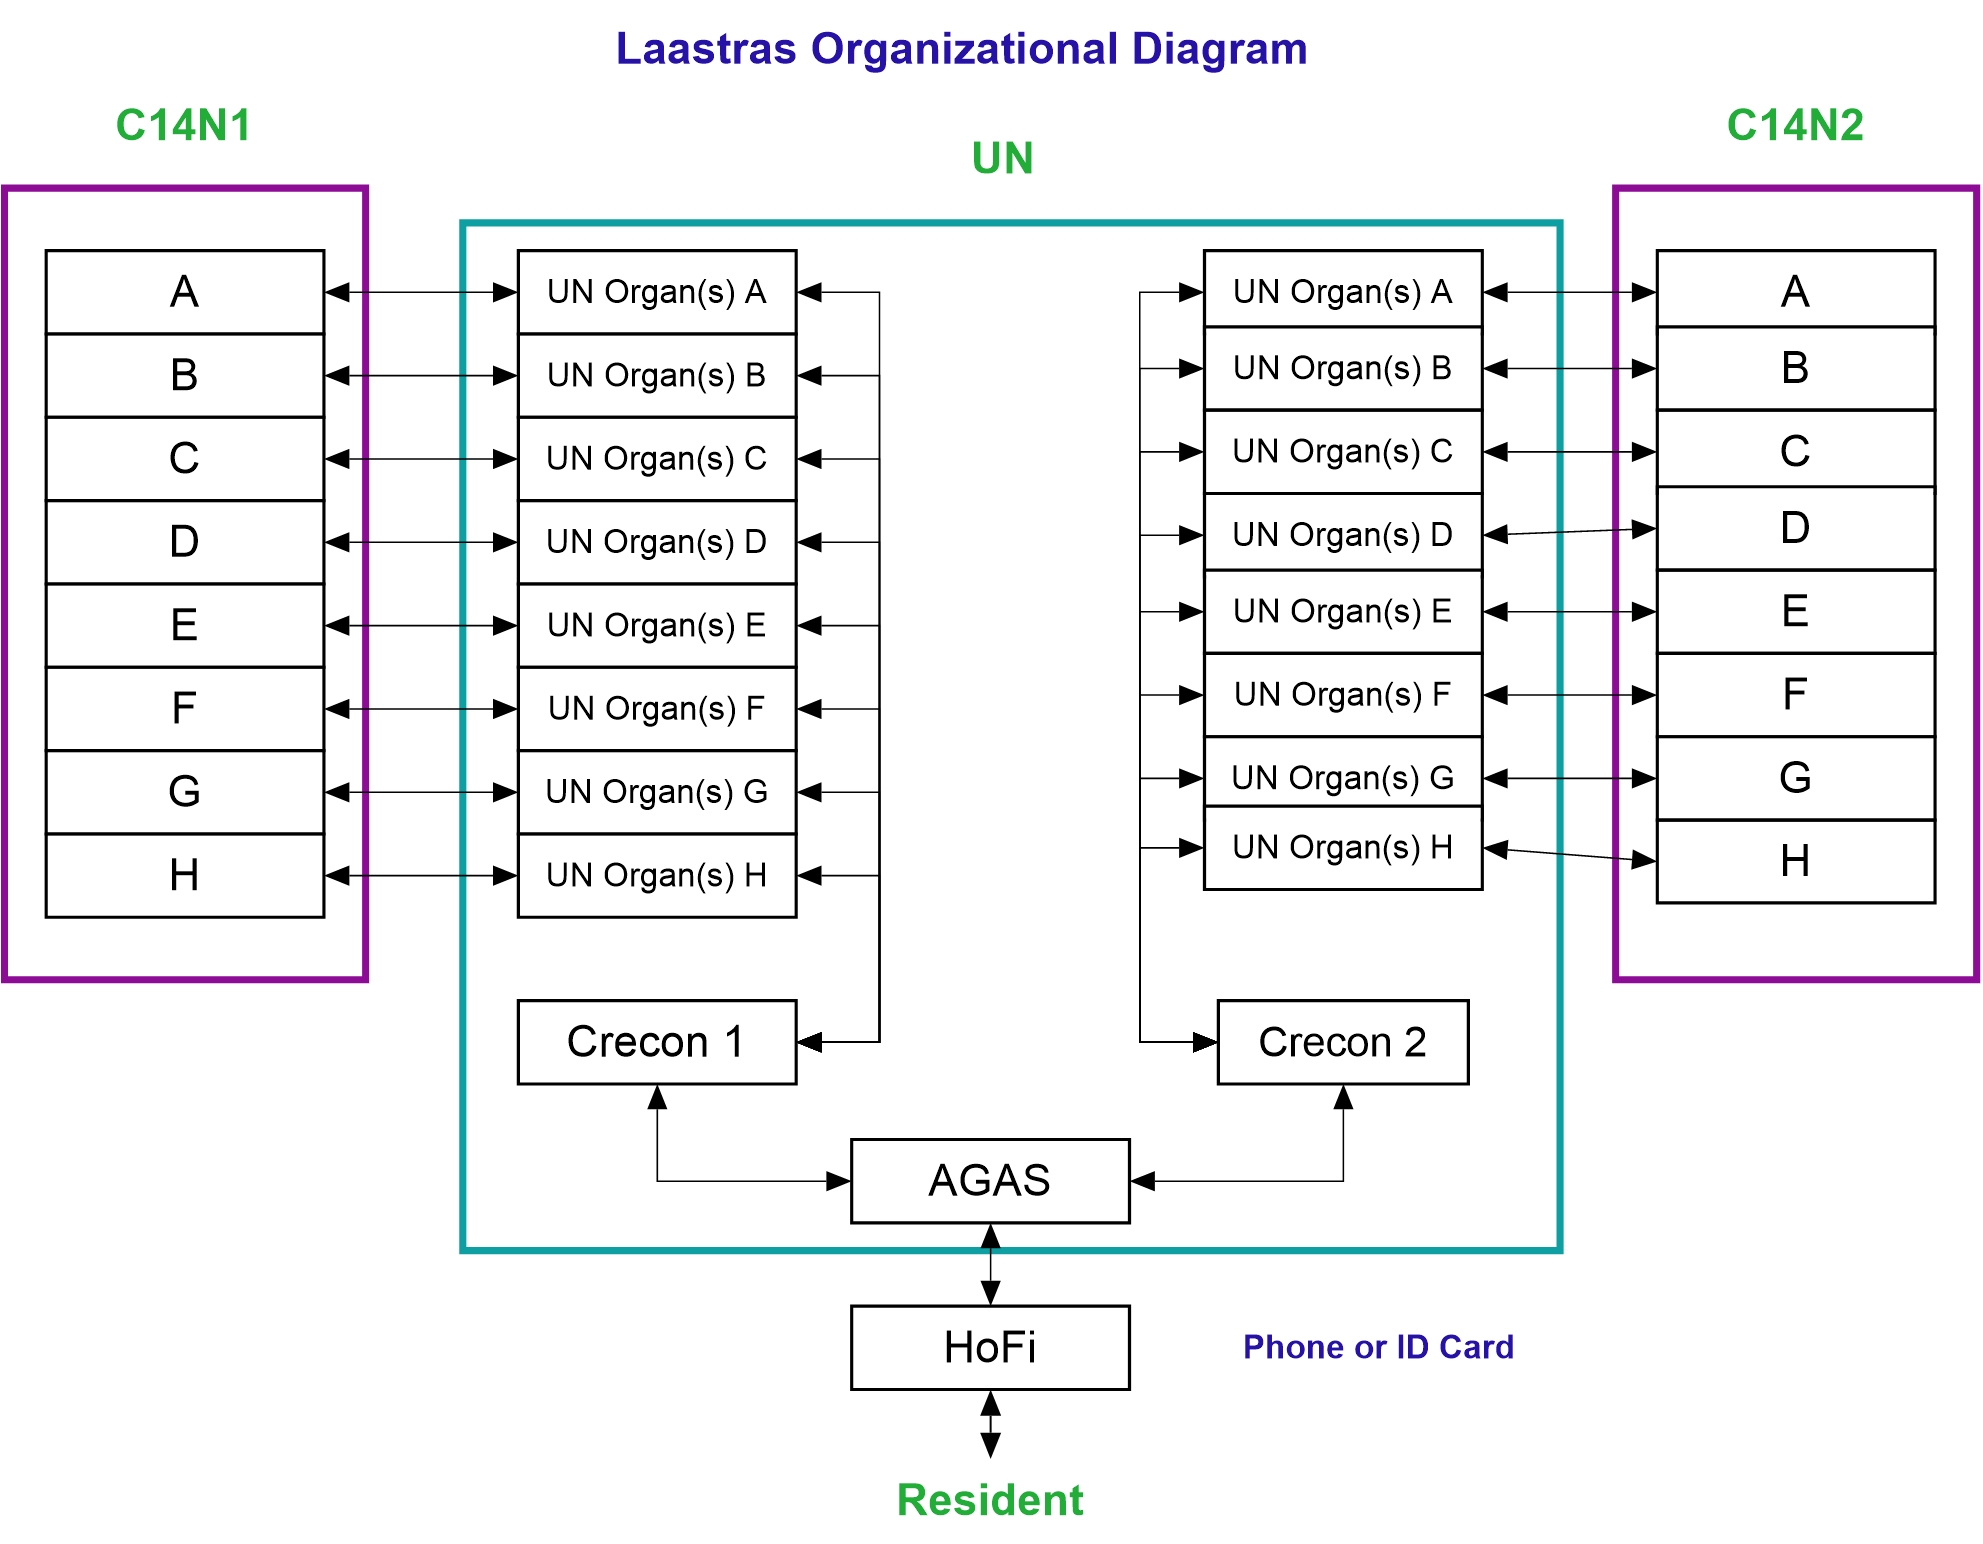 Laastras Organizational Diagram
C14N1
UN
C14N2
A
B
C
D
E
F
G
H
UN Organ(s) A
UN Organ(s) B
UN Organ(s) C
UN Organ(s) D
UN Organ(s) E
UN Organ(s) F
UN Organ(s) G
UN Organ(s) H
UN Organ(s) A
UN Organ(s) B
UN Organ(s) C
UN Organ(s) D
UN Organ(s) E
UN Organ(s) F
UN Organ(s) G
UN Organ(s) H
A
B
C
D
E
F
G
H
Crecon 1
Crecon 2
AGAS
HoFi
Phone or ID Card
Resident